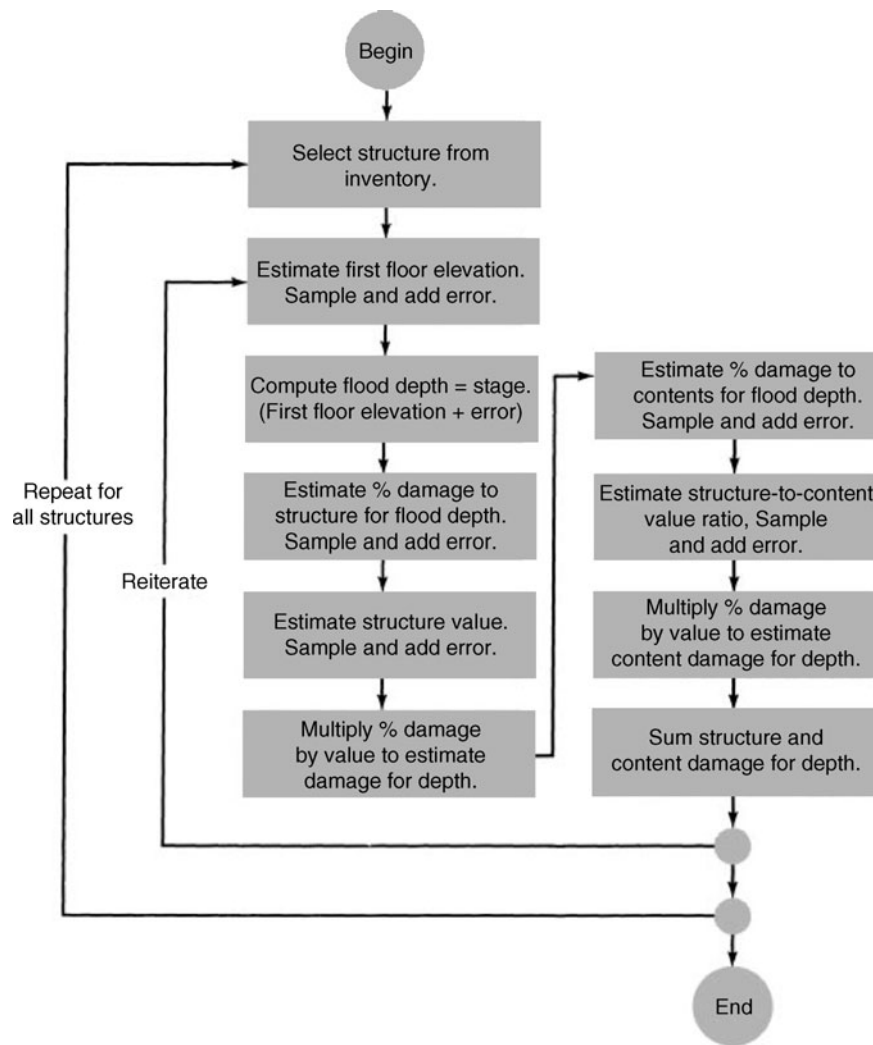 Begin
Select structure from
inventory.
Estimate first floor elevation.
Sample and add error.
Compute flood depth = stage.
(First floor elevation + error)
Estimate % damage to
structure for flood depth.
Sample and add error.
Estimate structure value.
Sample and add error.
Multiply % damage
by value to estimate
damage for depth.
Estimate % damage to
contents for flood depth.
Sample and add error.
Estimate structure-to-content
value ratio, Sample
and add error.
Multiply % damage
by value to estimate
content damage for depth.
Sum structure and
content damage for depth.
Reiterate
Repeat for
all structures
End